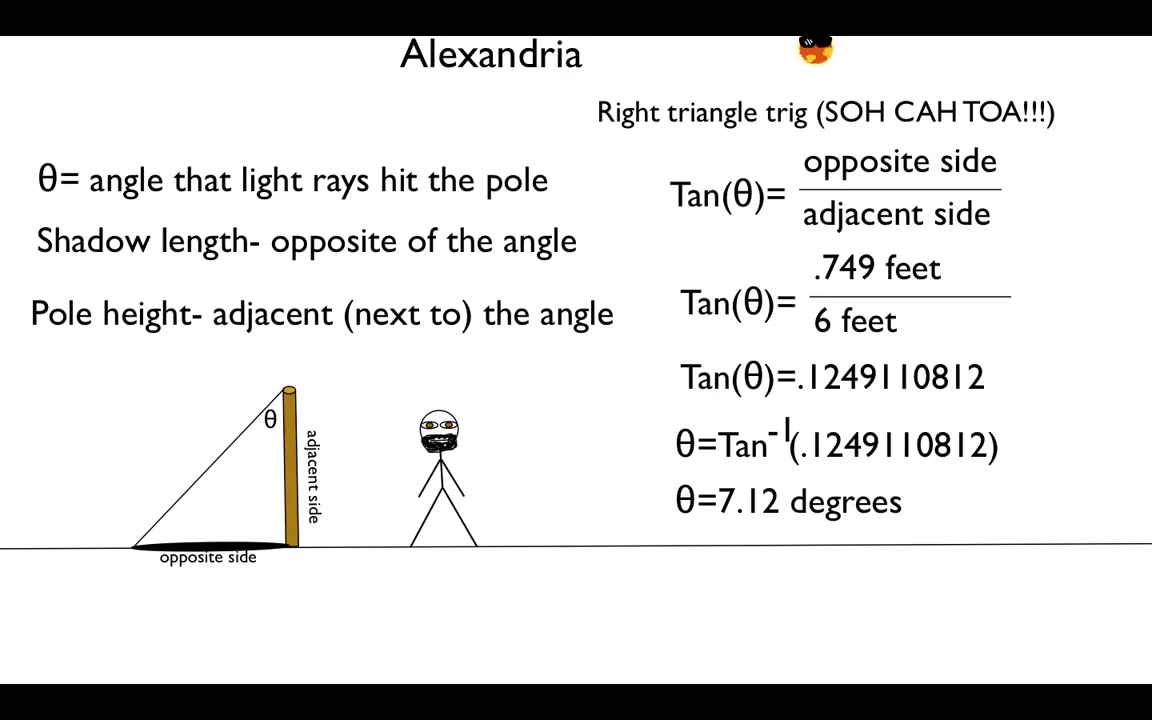 Alexandria
Right triangle trig (SOH CAH TOA!!!)
θ= angle that light rays hit the pole
Shadow length- opposite of the angle
Pole height- adjacent (next to) the angle
Tan(θ)= opposite side
adjacent side
Tan(θ)= .749 feet
6 feet
Tan(θ)=.1249110812
θ=Tan⁻¹(.1249110812)
θ=7.12 degrees
θ
adjacent side
opposite side